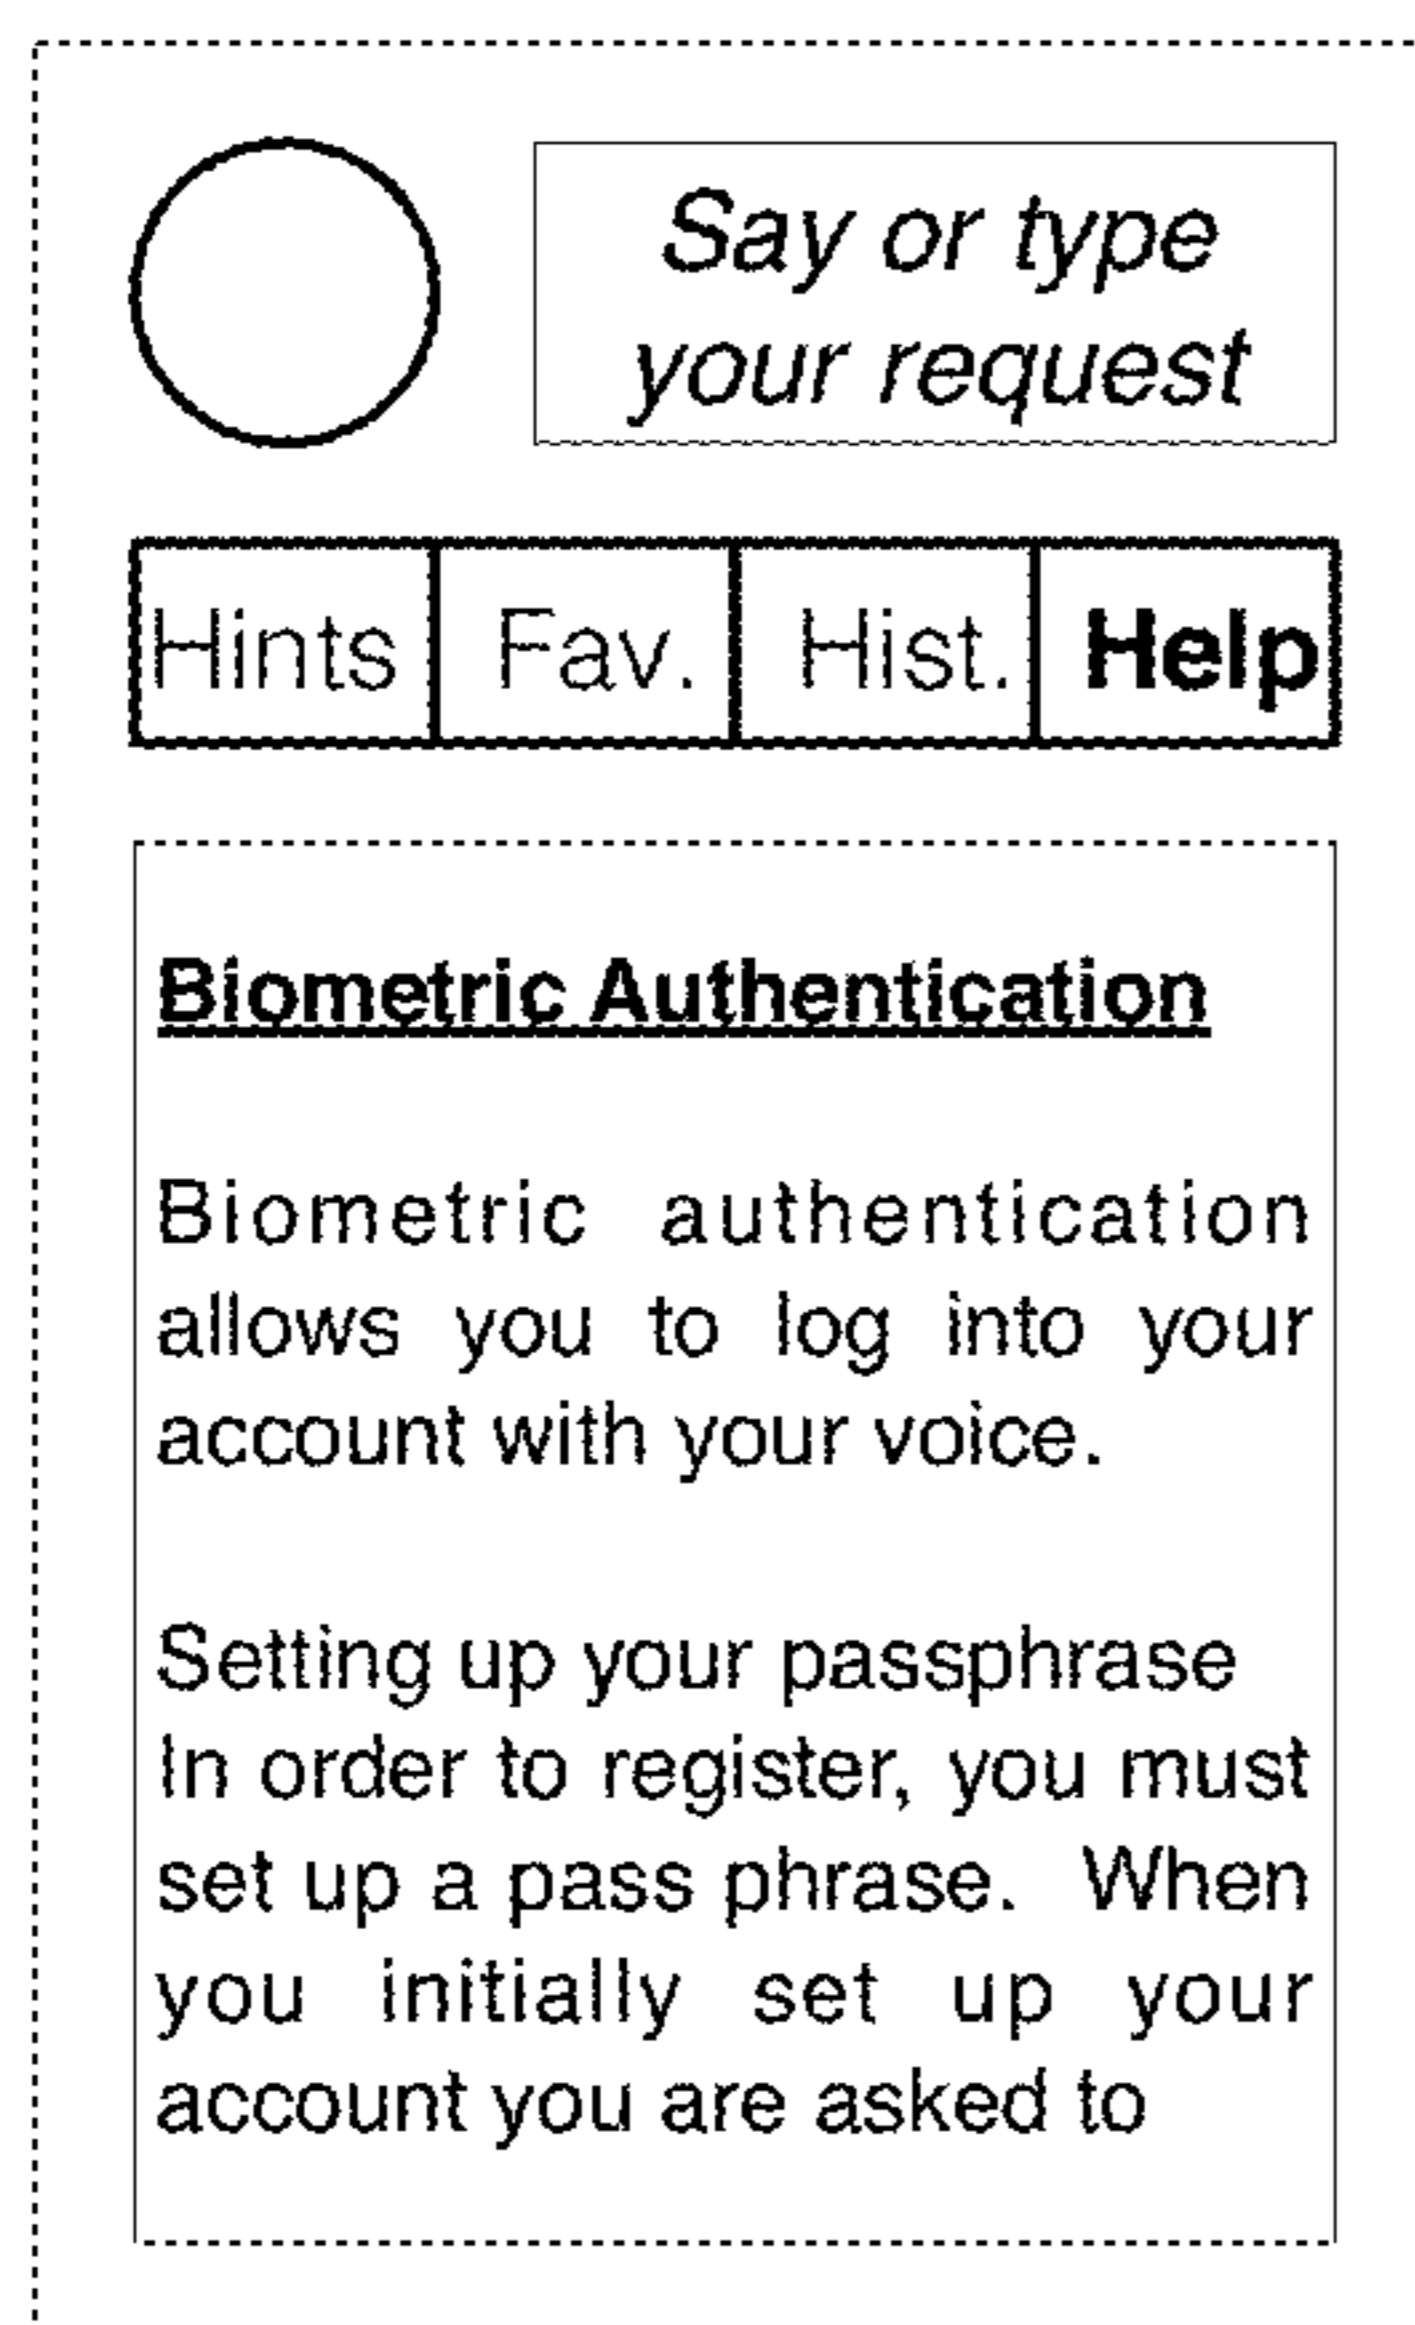 Say or type
your request
Hints Fav. Hist. Help
Biometric Authentication
Biometric authentication
allows you to log into your
account with your voice.
Setting up your passphrase
In order to register, you must
set up a pass phrase. When
you initially set up your
account you are asked to